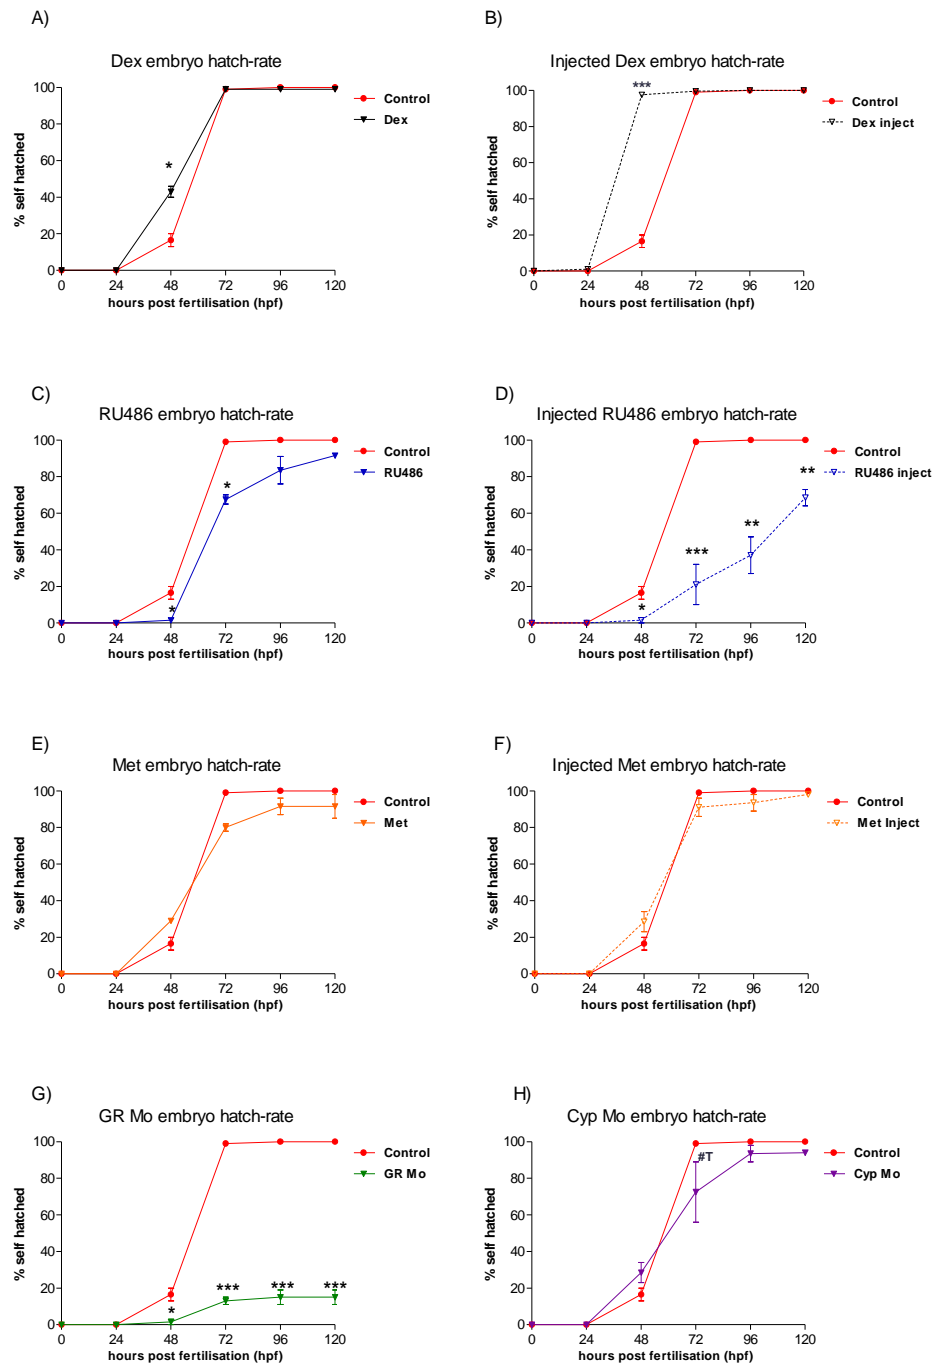 A)
Dex embryo hatch-rate
100
80
60
40
20
0
% self hatched
*
0 24 48 72 96 120
hours post fertilisation (hpf)
Control
Dex
B)
Injected Dex embryo hatch-rate
100
80
60
40
20
0
% self hatched
***
0 24 48 72 96 120
hours post fertilisation (hpf)
Control
Dex inject
C)
RU486 embryo hatch-rate
100
80
60
40
20
0
% self hatched
*
*
0 24 48 72 96 120
hours post fertilisation (hpf)
Control
RU486
D)
Injected RU486 embryo hatch-rate
100
80
60
40
20
0
% self hatched
*
***
**
**
0 24 48 72 96 120
hours post fertilisation (hpf)
Control
RU486 inject
E)
Met embryo hatch-rate
100
80
60
40
20
0
% self hatched
0 24 48 72 96 120
hours post fertilisation (hpf)
Control
Met
F)
Injected Met embryo hatch-rate
100
80
60
40
20
0
% self hatched
0 24 48 72 96 120
hours post fertilisation (hpf)
Control
Met Inject
G)
GR Mo embryo hatch-rate
100
80
60
40
20
0
% self hatched
*
*** *** ***
0 24 48 72 96 120
hours post fertilisation (hpf)
Control
GR Mo
H)
Cyp Mo embryo hatch-rate
100
80
60
40
20
0
% self hatched
#T
0 24 48 72 96 120
hours post fertilisation (hpf)
Control
Cyp Mo